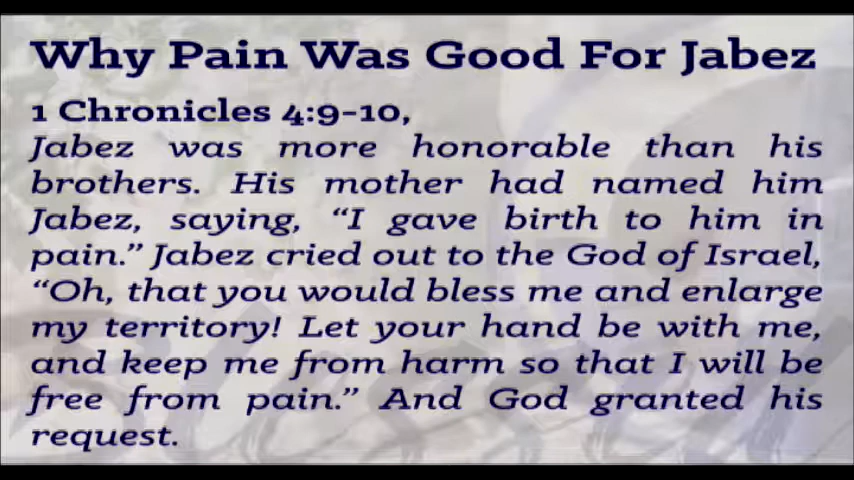 Why Pain Was Good For Jabez
1 Chronicles 4:9-10,
Jabez was more honorable than his
brothers. His mother had named him
Jabez, saying, “I gave birth to him in
pain.” Jabez cried out to the God of Israel,
“Oh, that you would bless me and enlarge
my territory! Let your hand be with me,
and keep me from harm so that I will be
free from pain.” And God granted his
request.